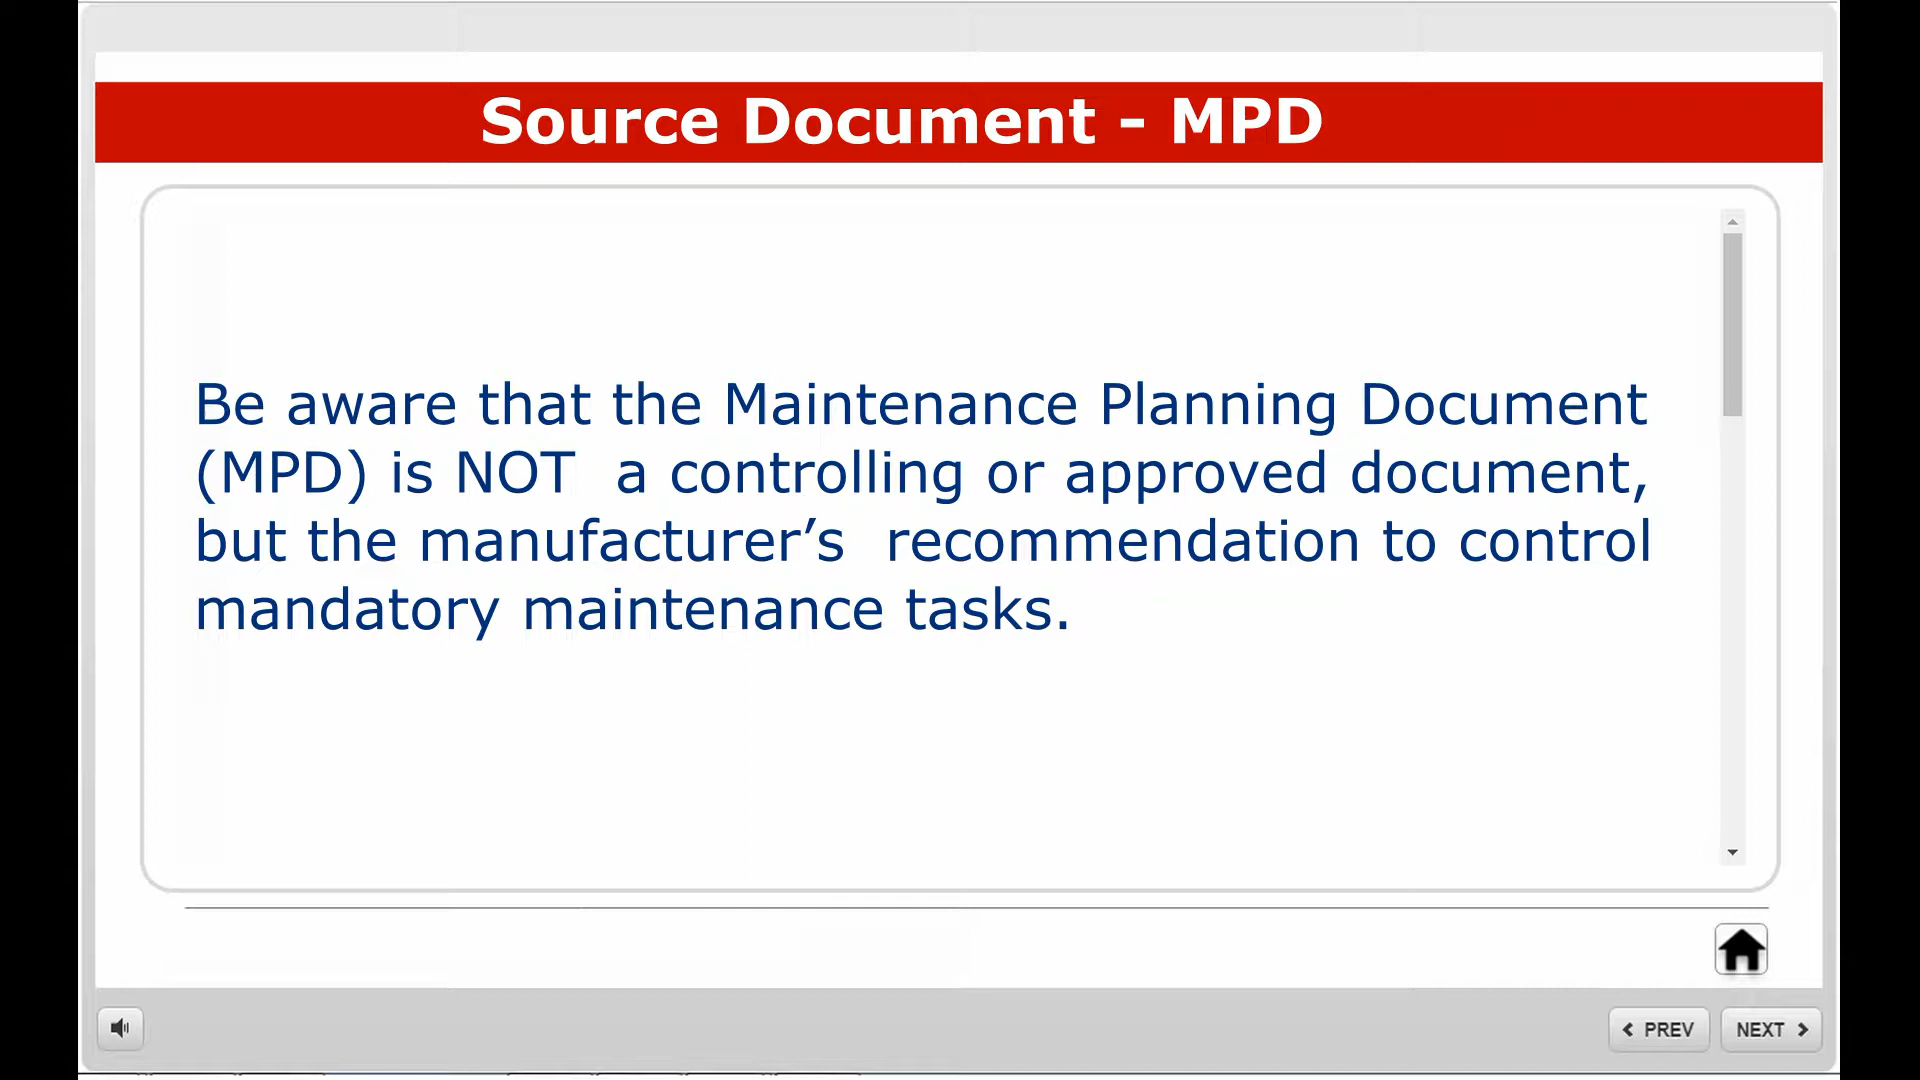 Source Document - MPD
Be aware that the Maintenance Planning Document
(MPD) is NOT  a controlling or approved document,
but the manufacturer’s  recommendation to control
mandatory maintenance tasks.
PREV
NEXT